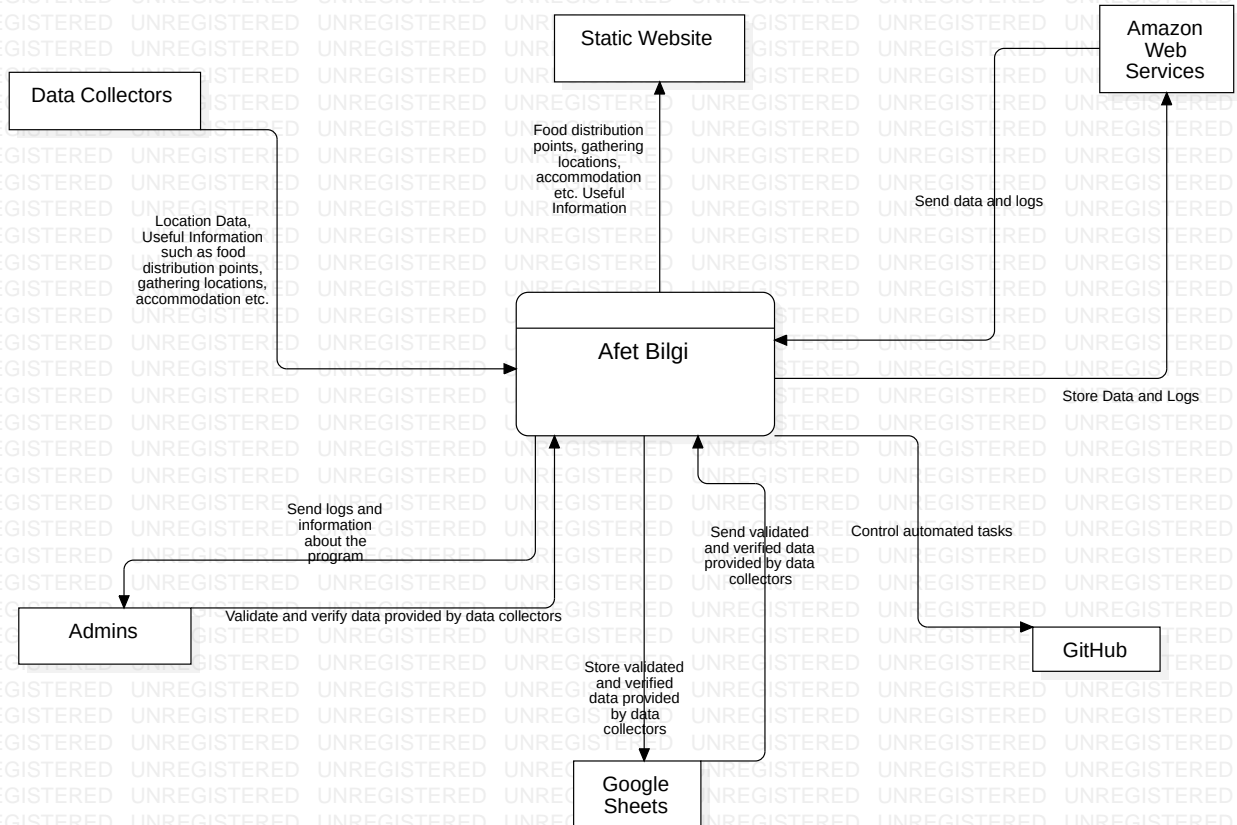 Static Website
Amazon
Web
Services
Data Collectors
Food distribution
points, gathering
locations,
accommodation
etc. Useful
Information
Send data and logs
Location Data,
Useful Information
such as food
distribution points,
gathering locations,
accommodation etc.
Afet Bilgi
Store Data and Logs
Send logs and
information
about the
program
Send validated
and verified data
provided by data
collectors
Control automated tasks
Validate and verify data provided by data collectors
Admins
GitHub
Store validated
and verified
data provided
by data
collectors
Google
Sheets
UNREGISTERED